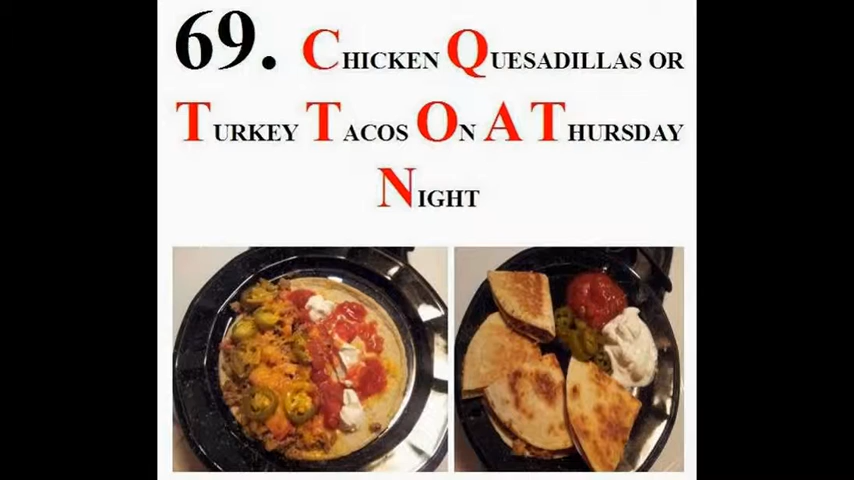 69. CHICKEN QUESADILLAS OR
TURKEY TACOS ON A THURSDAY
NIGHT